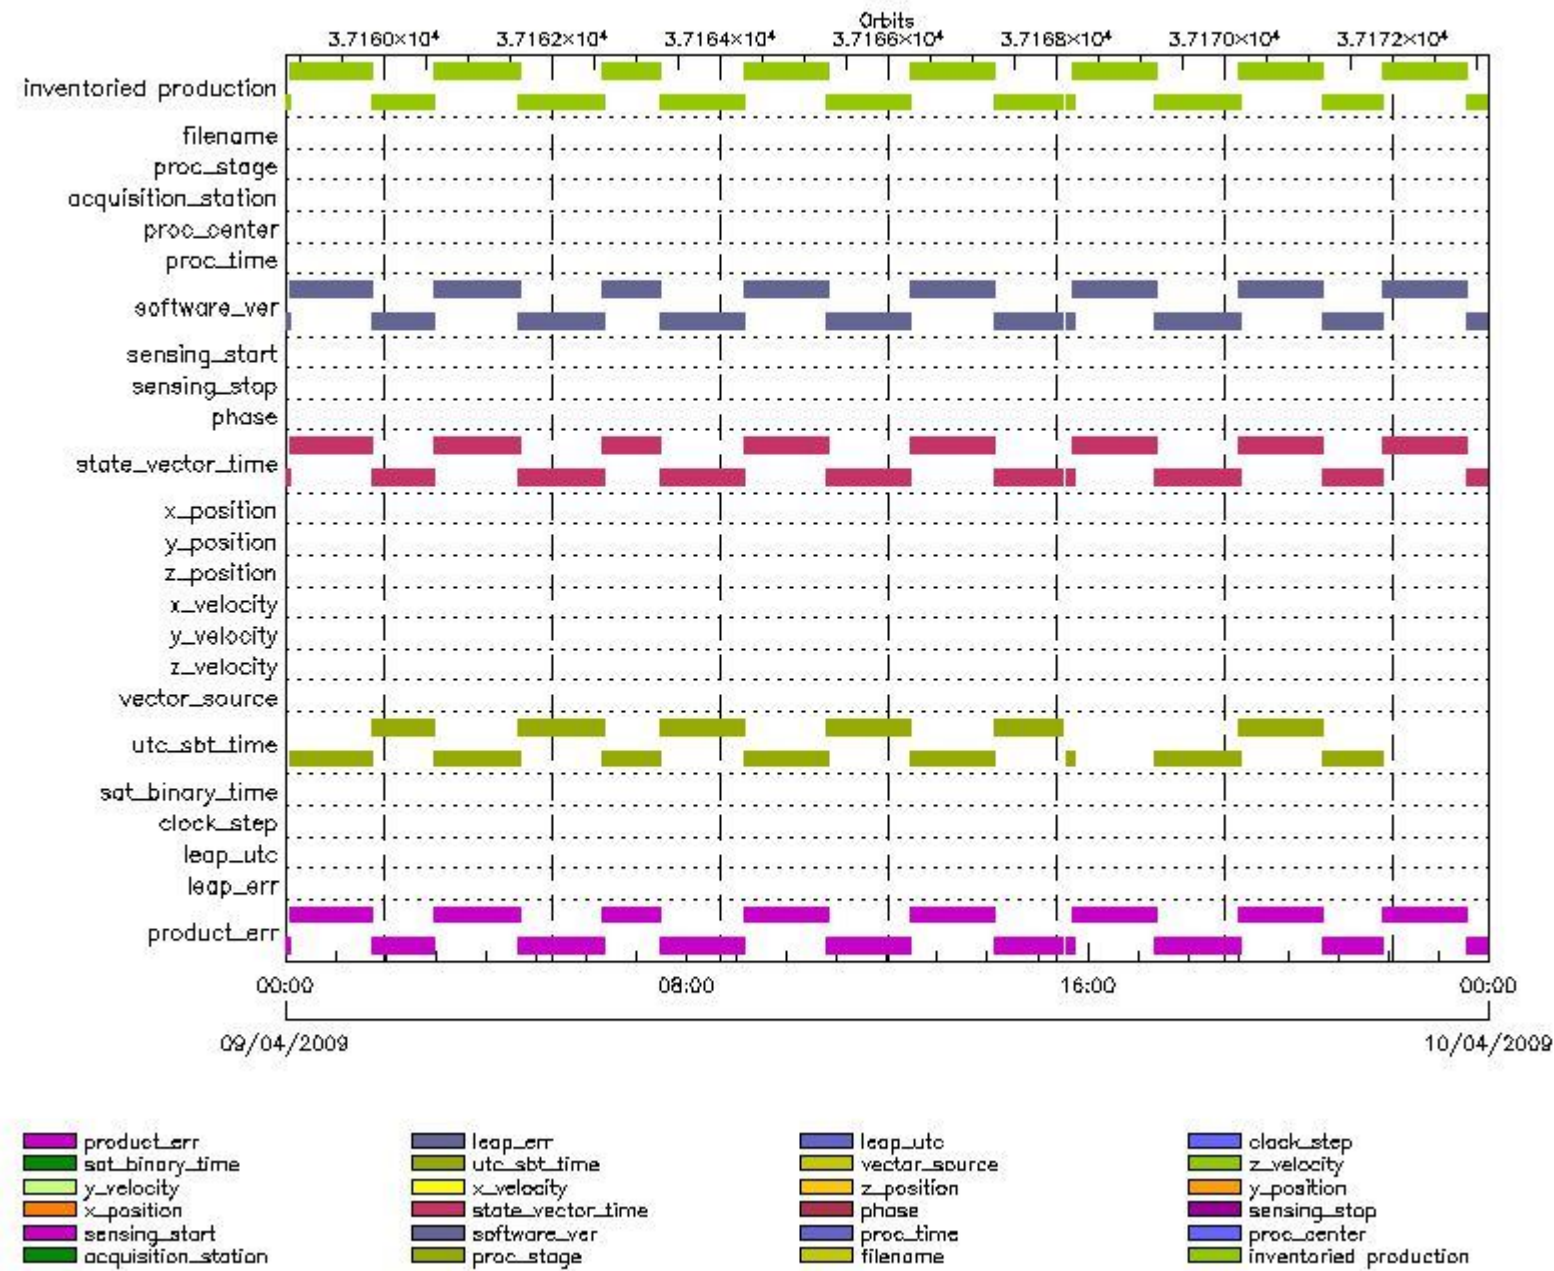 Orbits
3.7160×10⁴ 3.7162×10⁴ 3.7164×10⁴ 3.7166×10⁴ 3.7168×10⁴ 3.7170×10⁴ 3.7172×10⁴
inventoried production
filename
proc_stage
acquisition_station
proc_center
proc_time
software_ver
sensing_start
sensing_stop
phase
state_vector_time
x_position
y_position
z_position
x_velocity
y_velocity
z_velocity
vector_source
utc_sbt_time
sat_binary_time
clock_step
leap_utc
leap_err
product_err
00:00 08:00 16:00 00:00
09/04/2009 10/04/2009
product_err leap_err leap_utc clock_step
sat_binary_time utc_sbt_time vector_source z_velocity
y_velocity x_velocity z_position y_position
x_position state_vector_time phase sensing_stop
sensing_start software_ver proc_time proc_center
acquisition_station proc_stage filename inventoried production